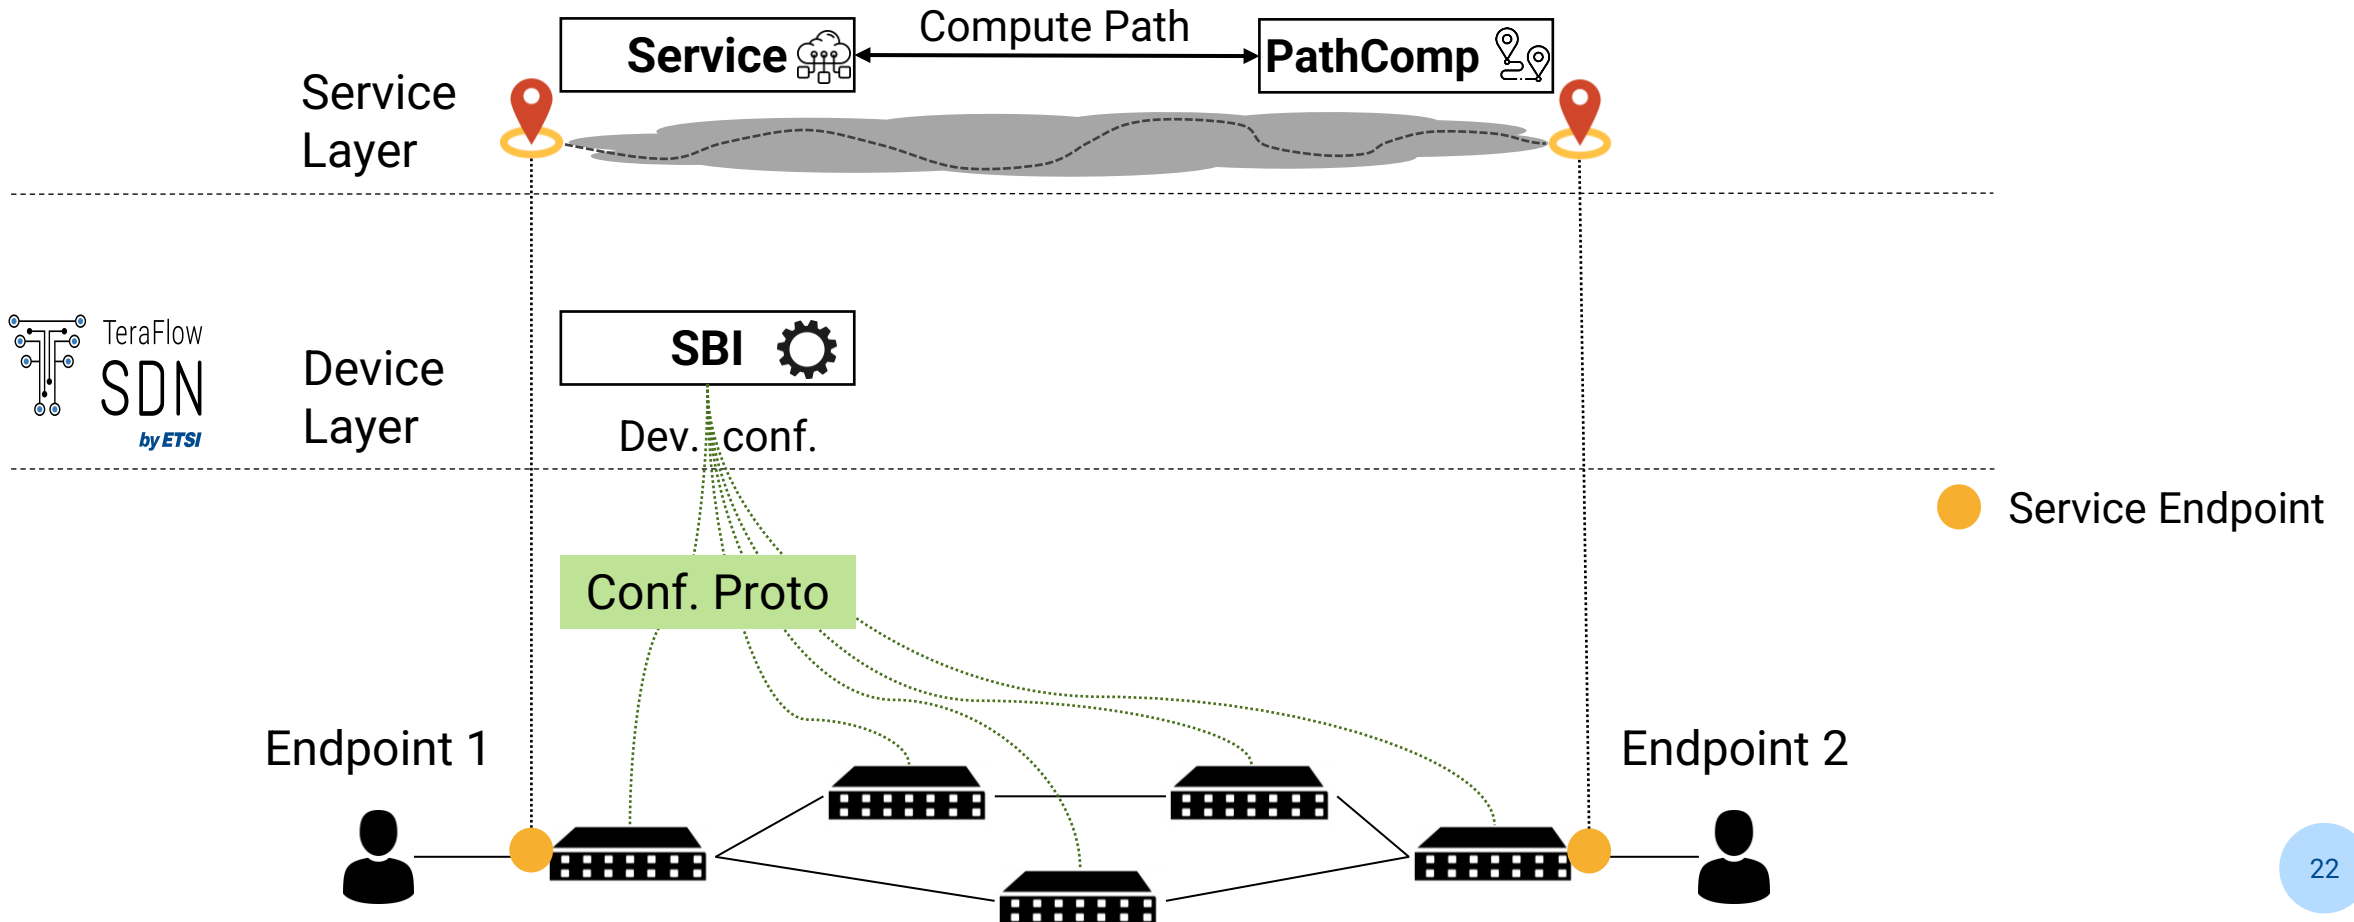 Compute Path
Service
PathComp
Service
Layer
TeraFlow
SDN
by ETSI
SBI
Device
Layer
Dev. conf.
Service Endpoint
Conf. Proto
Endpoint 1
Endpoint 2
22